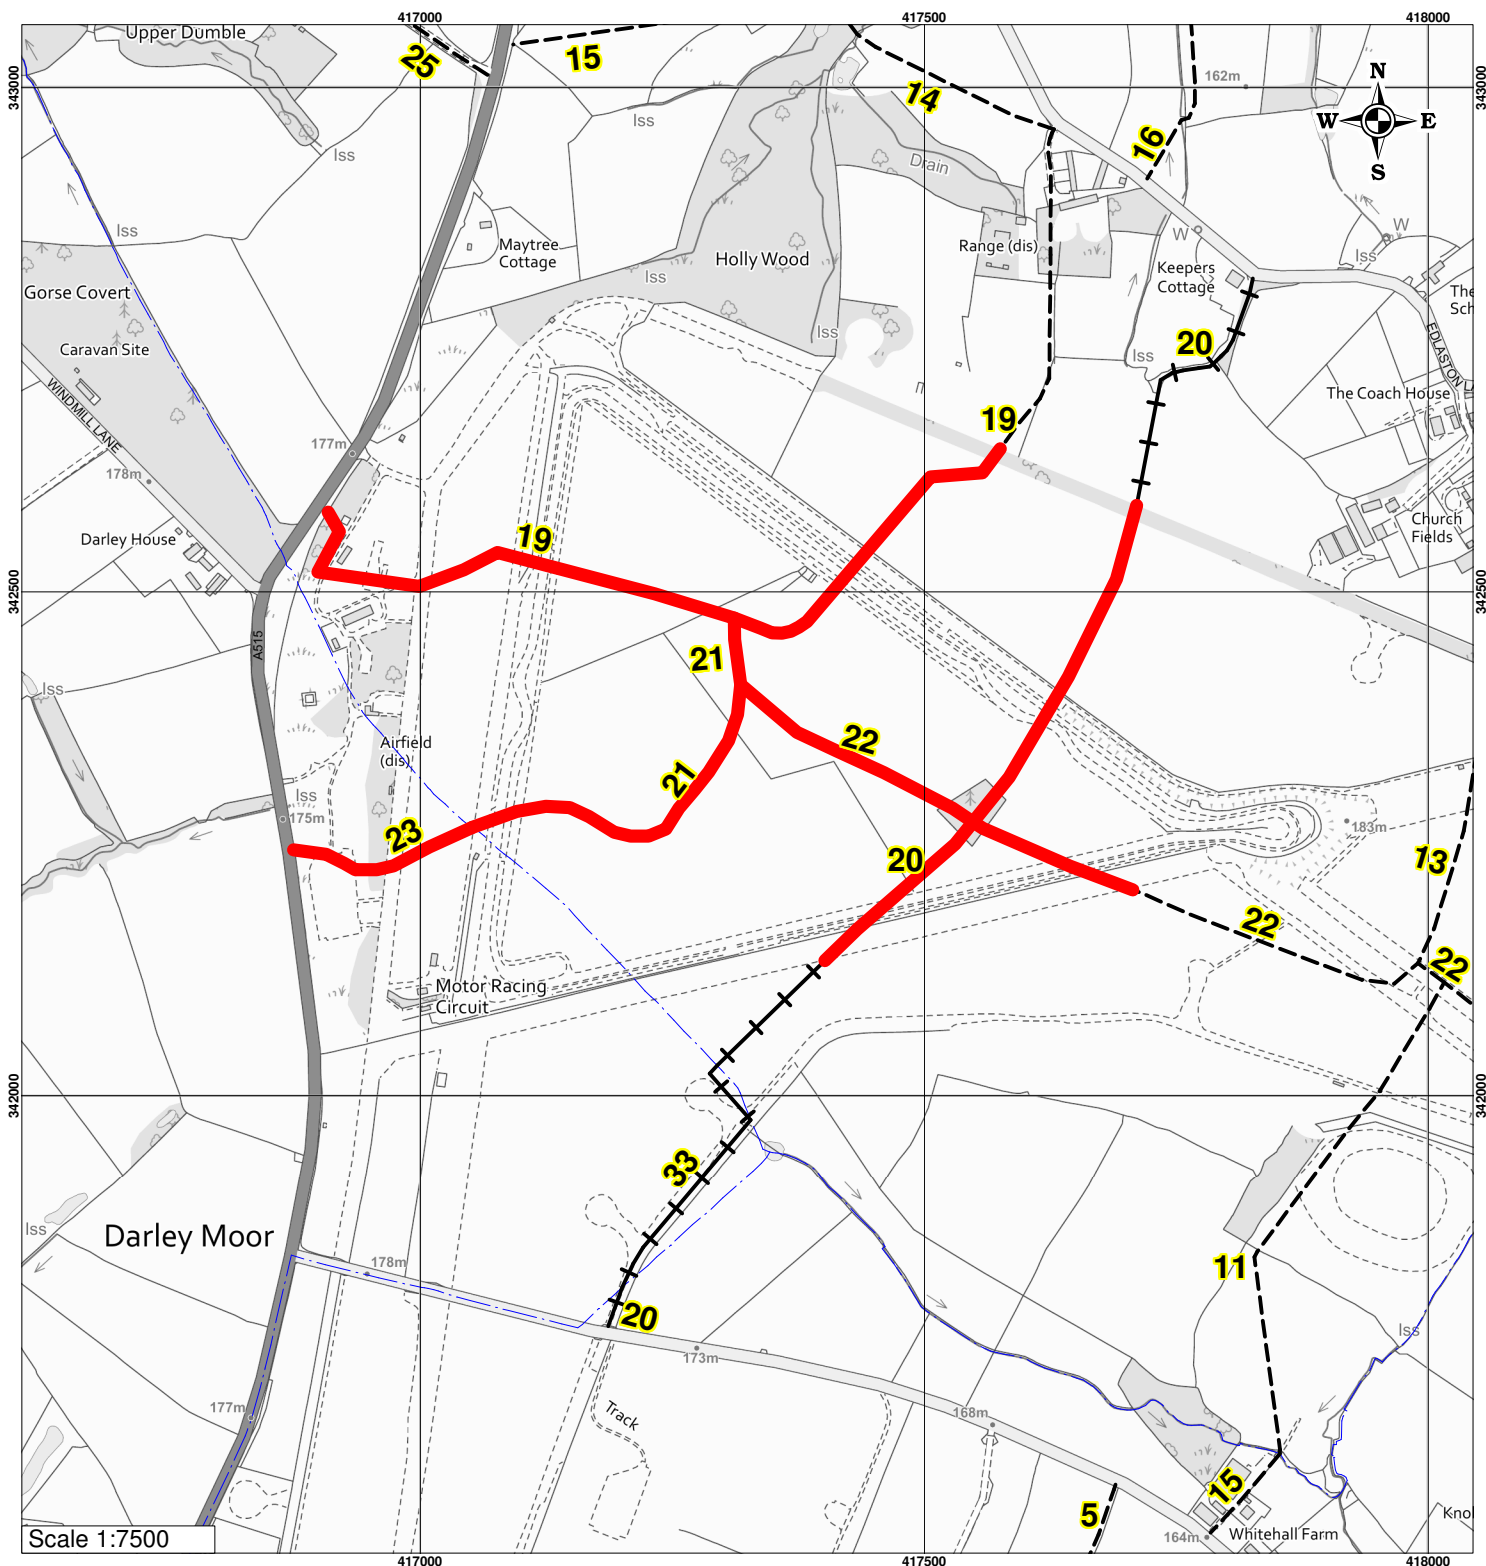 417000
417500
418000
Upper Dumble
25
15
14
162m
343000
343000
N
W
E
S
16
Iss
Iss
Drain
Iss
Maytree
Cottage
Holly Wood
Range (dis)
W
W
Iss
Keepers
Cottage
Iss
Gorse Covert
The
Sch
Iss
Caravan Site
20
Iss
EDLASTON L
WINDMILL LANE
The Coach House
177m
19
178m
Darley House
19
Church
Fields
342500
342500
A515
21
Iss
22
Airfield
(dis)
21
Iss
175m
23
183m
13
20
22
22
Motor Racing
Circuit
342000
342000
33
Iss
Darley Moor
178m
11
20
Iss
173m
177m
Track
168m
15
5
Knol
Scale 1:7500
164m
Whitehall Farm
417000
417500
418000